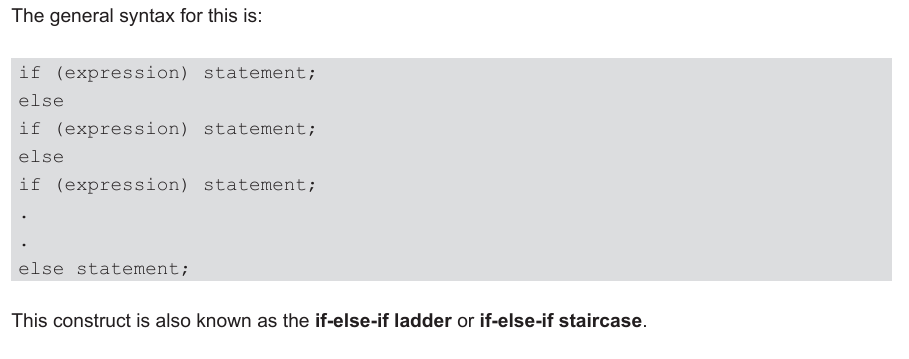 The general syntax for this is:
if (expression) statement;
else
if (expression) statement;
else
if (expression) statement;
.
.
else statement;
This construct is also known as the if-else-if ladder or if-else-if staircase.